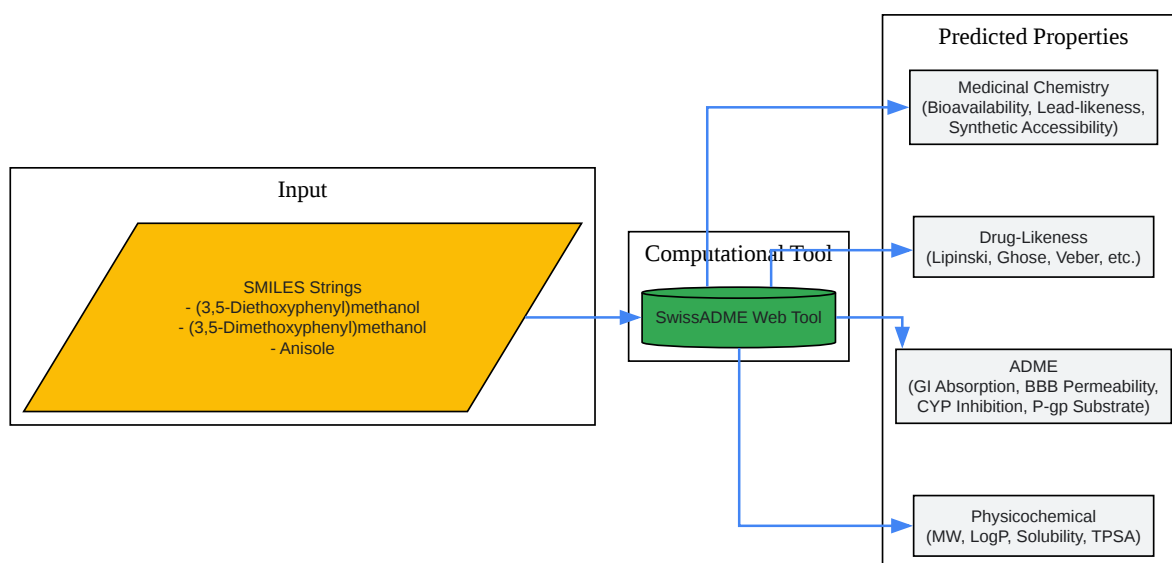 Input
SMILES Strings
- (3,5-Diethoxyphenyl)methanol
- (3,5-Dimethoxyphenyl)methanol
- Anisole
Computational Tool
SwissADME Web Tool
Predicted Properties
Medicinal Chemistry
(Bioavailability, Lead-likeness,
Synthetic Accessibility)
Drug-Likeness
(Lipinski, Ghose, Veber, etc.)
ADME
(GI Absorption, BBB Permeability,
CYP Inhibition, P-gp Substrate)
Physicochemical
(MW, LogP, Solubility, TPSA)